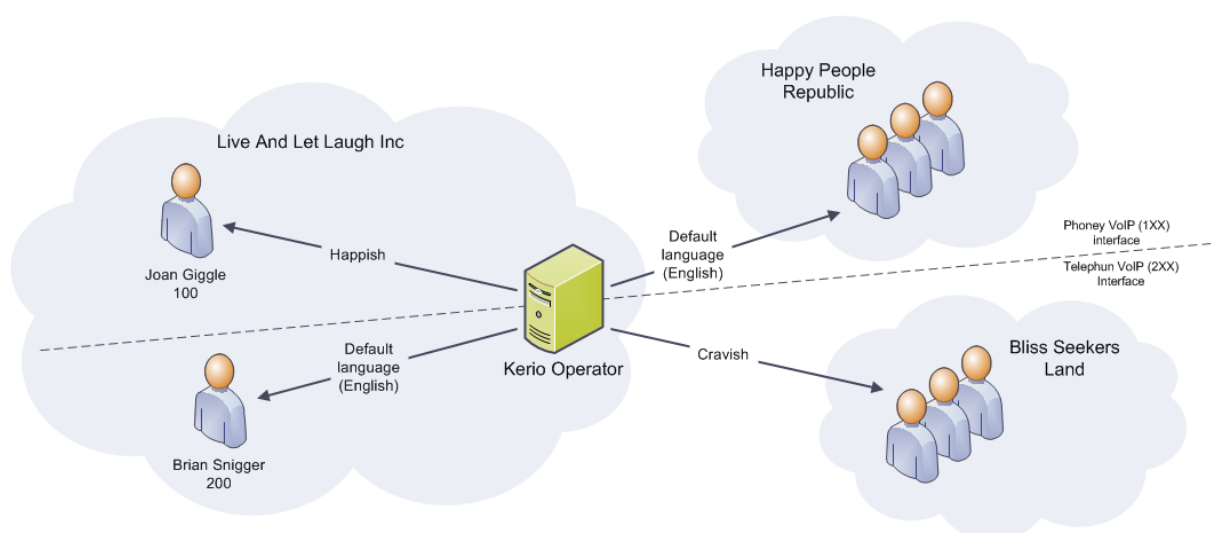 Live And Let Laugh Inc
Joan Giggle
100
Happish
Brian Snigger
200
Default
language
(English)
Kerio Operator
Happy People
Republic
Default
language
(English)
Phoney VoIP (1XX)
interface
Telephun VoIP (2XX)
Interface
Cravish
Bliss Seekers
Land